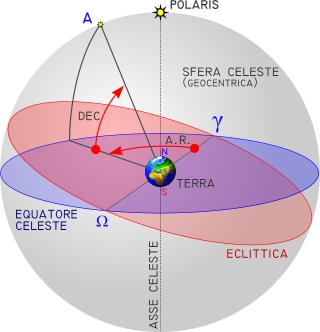 POLARIS
A
SFERA CELESTE
(GEOCENTRICA)
DEC
γ
A.R.
N
TERRA
S
EQUATORE
CELESTE
Ω
ECLITTICA
ASSE CELESTE